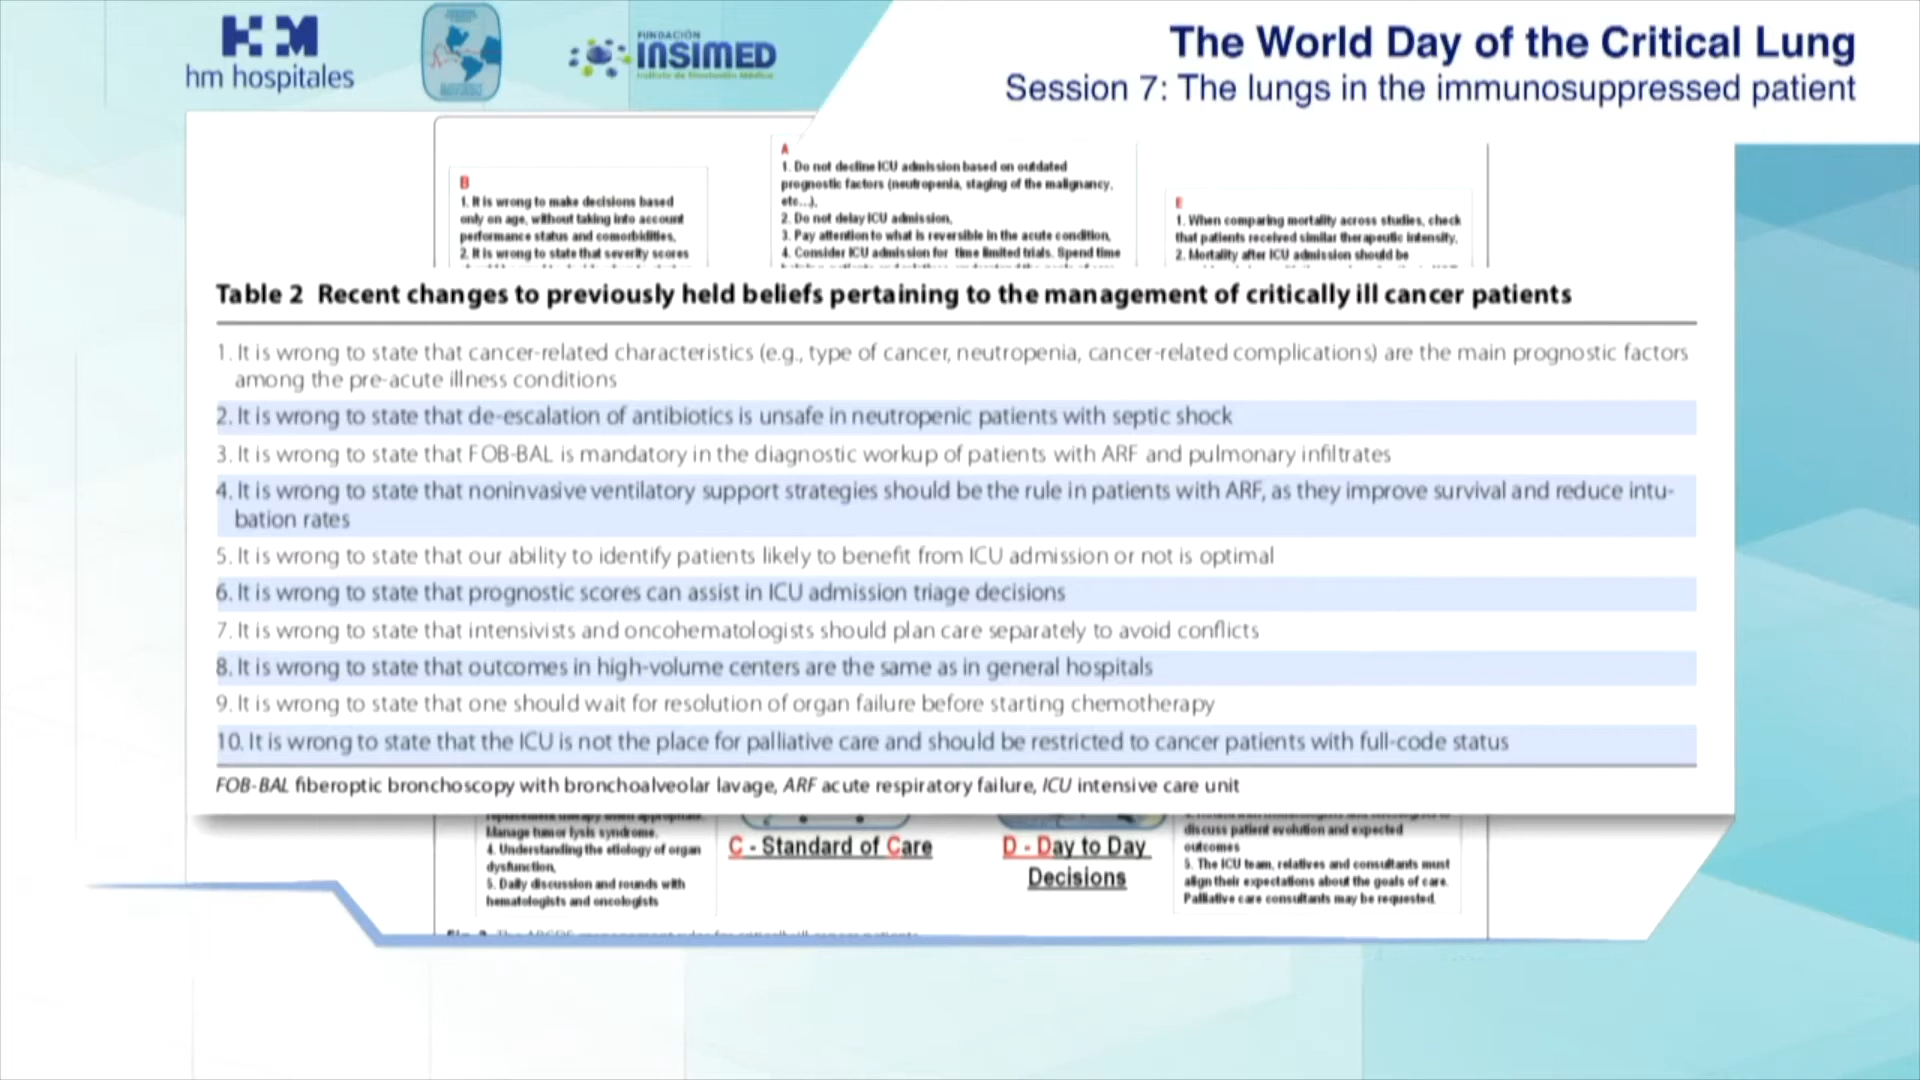 HM
hm hospitales
FUNDACIÓN
INSIMED
The World Day of the Critical Lung
Session 7: The lungs in the immunosuppressed patient
B
1. It is wrong to make decisions based
only on age, without taking into account
performance status and comorbidities.
2. It is wrong to state that severity scores
A
1. Do not decline ICU admission based on outdated
prognostic factors (neutropenia, staging of the malignancy,
etc...).
2. Do not delay ICU admission.
3. Pay attention to what is reversible in the acute condition.
4. Consider ICU admission for time limited trials. Spend time
E
1. When comparing mortality across studies, check
that patients received similar therapeutic intensity.
2. Mortality after ICU admission should be
Table 2 Recent changes to previously held beliefs pertaining to the management of critically ill cancer patients
1. It is wrong to state that cancer-related characteristics (e.g., type of cancer, neutropenia, cancer-related complications) are the main prognostic factors
among the pre-acute illness conditions
2. It is wrong to state that de-escalation of antibiotics is unsafe in neutropenic patients with septic shock
3. It is wrong to state that FOB-BAL is mandatory in the diagnostic workup of patients with ARF and pulmonary infiltrates
4. It is wrong to state that noninvasive ventilatory support strategies should be the rule in patients with ARF, as they improve survival and reduce intu-
bation rates
5. It is wrong to state that our ability to identify patients likely to benefit from ICU admission or not is optimal
6. It is wrong to state that prognostic scores can assist in ICU admission triage decisions
7. It is wrong to state that intensivists and oncohematologists should plan care separately to avoid conflicts
8. It is wrong to state that outcomes in high-volume centers are the same as in general hospitals
9. It is wrong to state that one should wait for resolution of organ failure before starting chemotherapy
10. It is wrong to state that the ICU is not the place for palliative care and should be restricted to cancer patients with full-code status
FOB-BAL fiberoptic bronchoscopy with bronchoalveolar lavage, ARF acute respiratory failure, ICU intensive care unit
Manage tumor lysis syndrome.
4. Understanding the etiology of organ
dysfunction,
5. Daily discussion and rounds with
hematologists and oncologists
C - Standard of Care
D - Day to Day
Decisions
discuss patient evolution and expected
outcomes
5. The ICU team, relatives and consultants must
align their expectations about the goals of care.
Palliative care consultants may be requested.